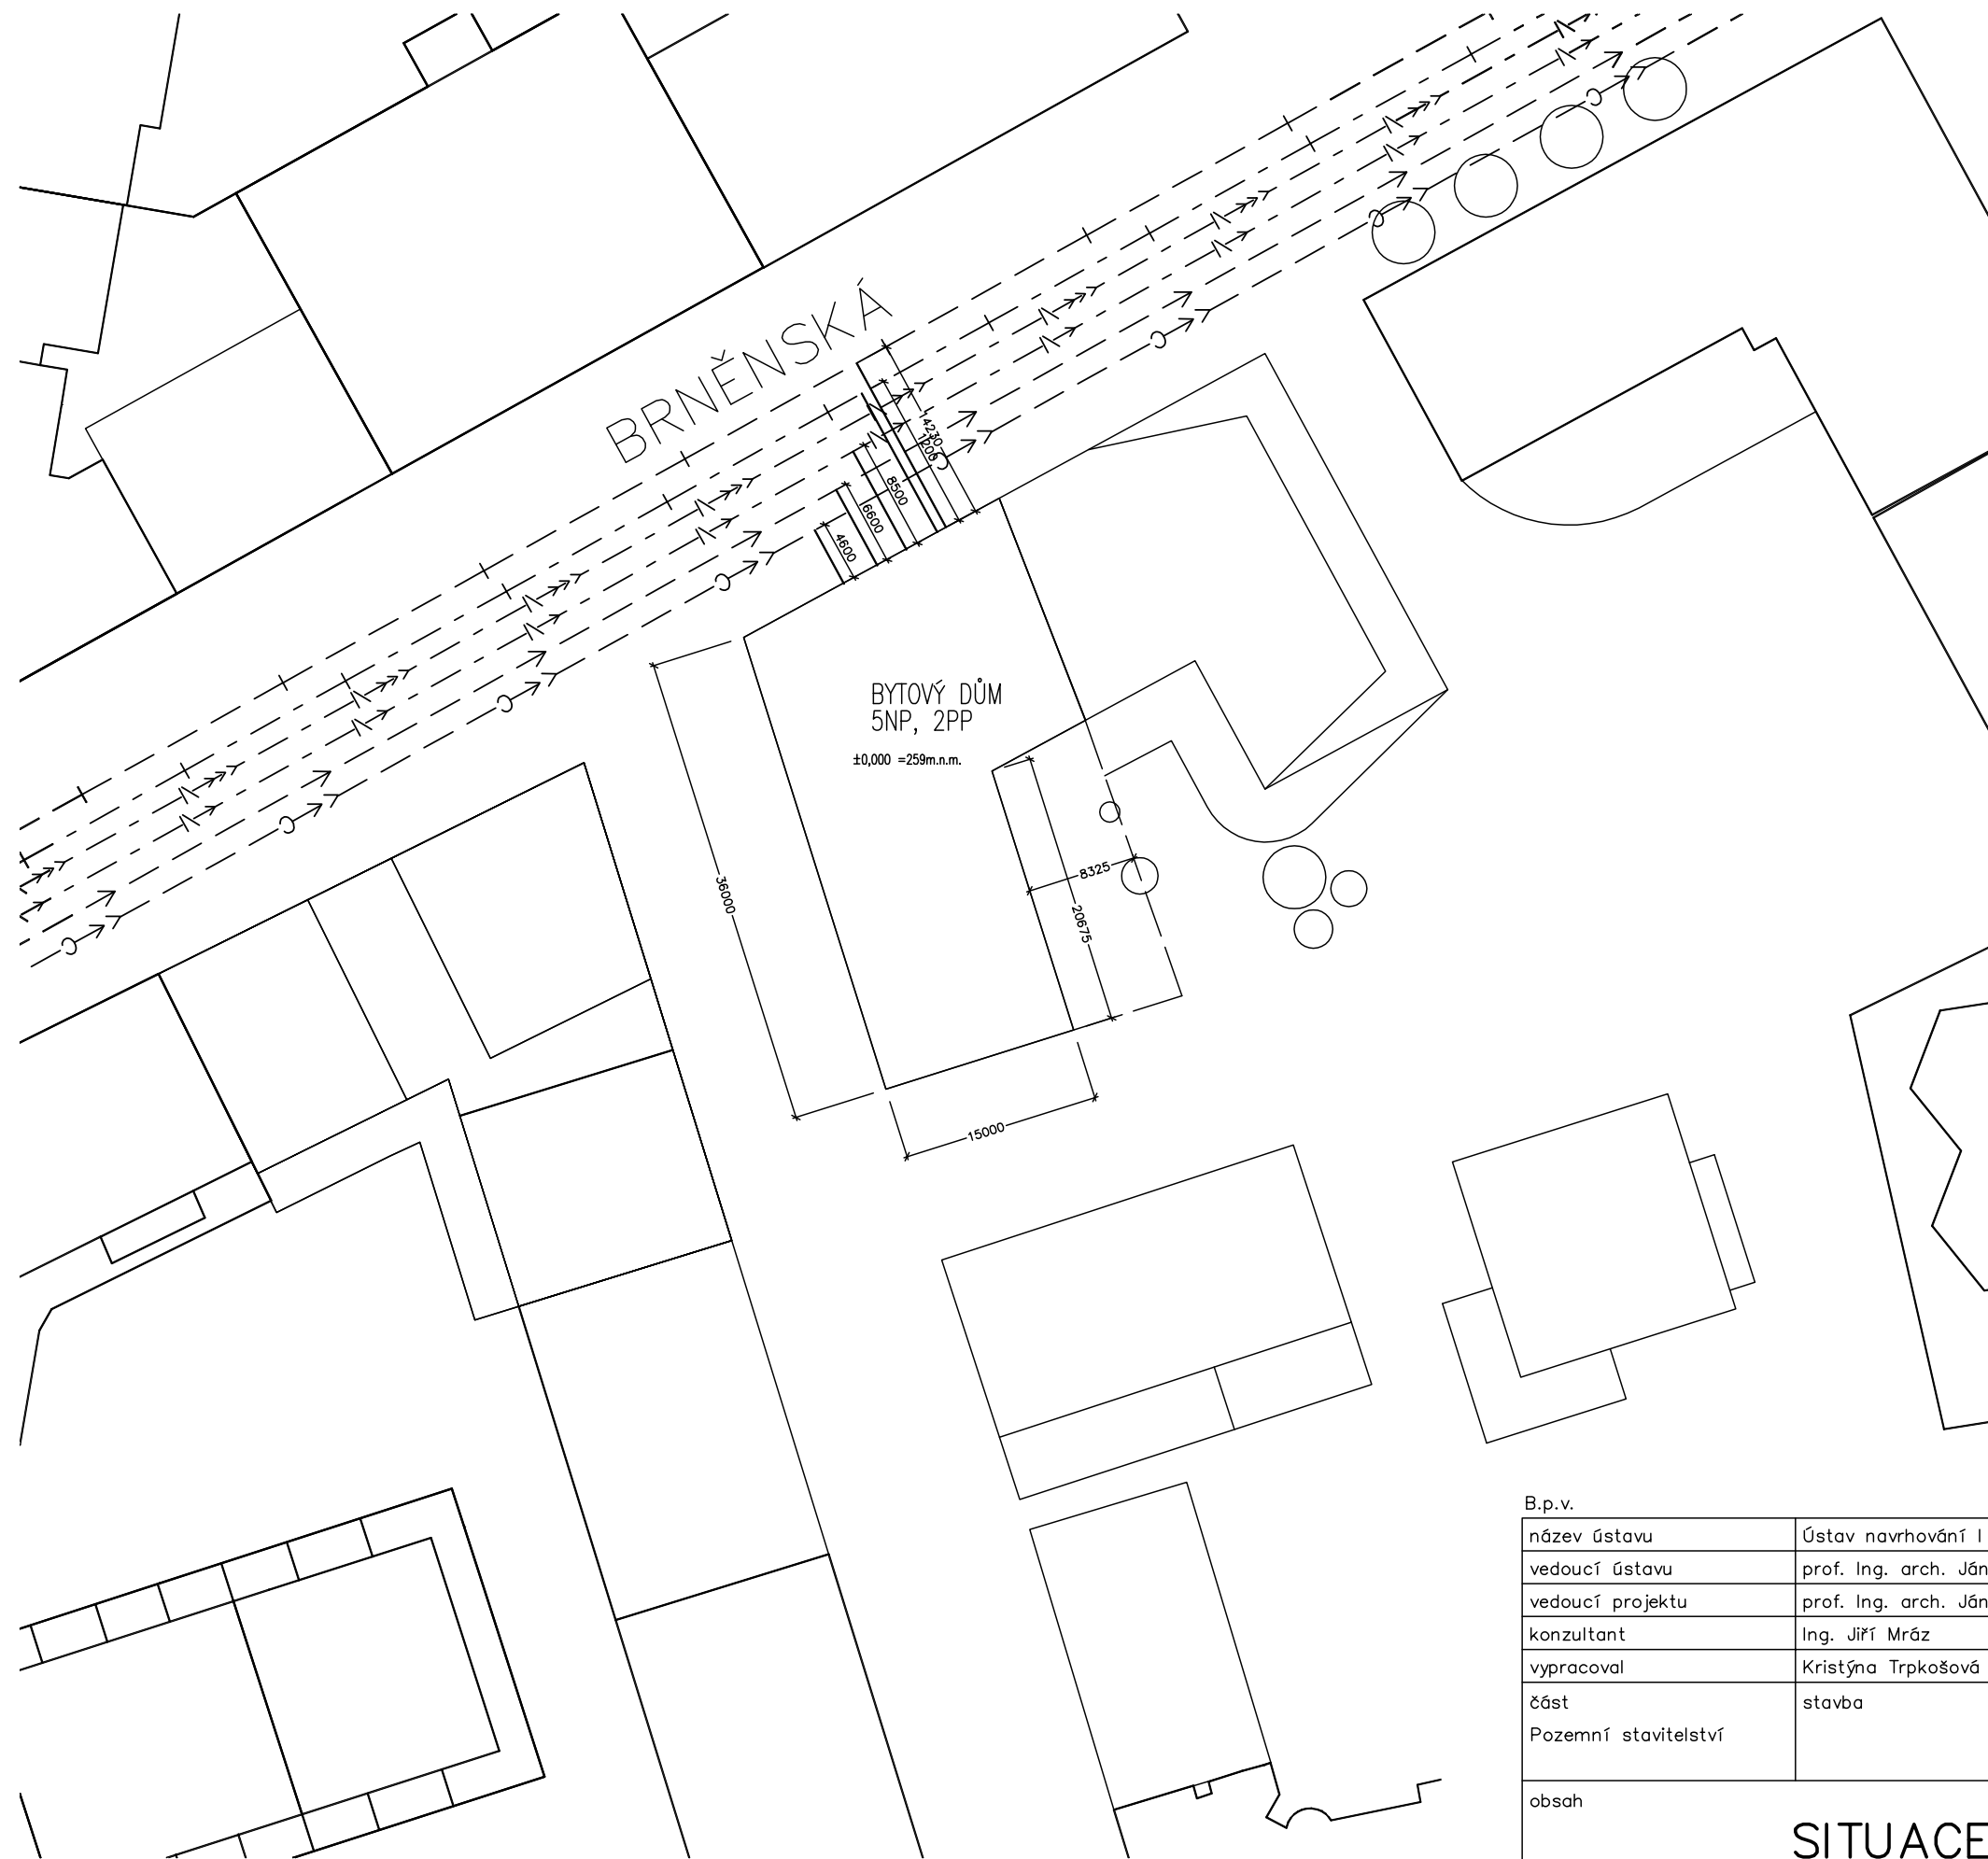 BRNĚNSKÁ
14230
8500
6600
4600
BYTOVÝ DŮM
5NP, 2PP
±0,000 =259m.n.m.
36000
8325
20675
15000
B.p.v.
název ústavu Ústav navrhování I
vedoucí ústavu prof. Ing. arch. Ján
vedoucí projektu prof. Ing. arch. Ján
konzultant Ing. Jiří Mráz
vypracoval Kristýna Trpkošová
část stavba
Pozemní stavitelství
obsah
SITUACE